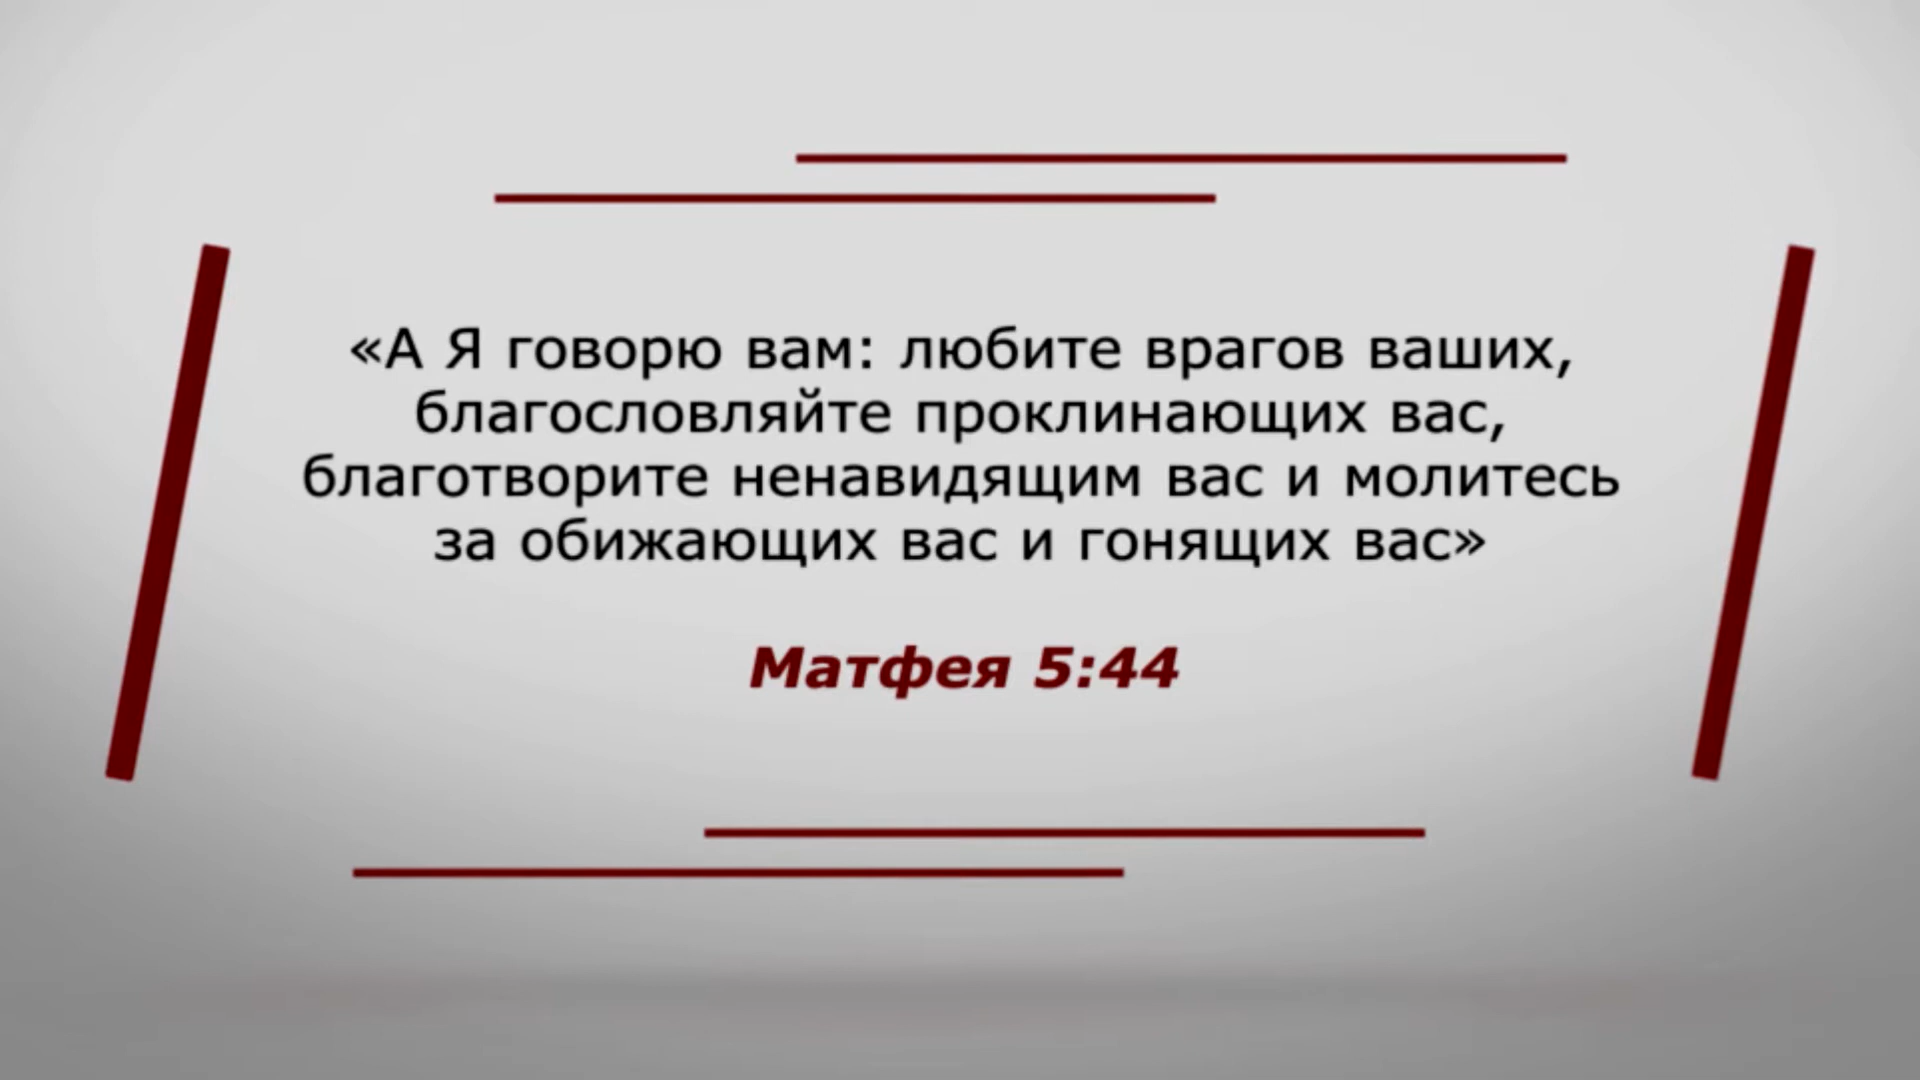 «А Я говорю вам: любите врагов ваших,
благословляйте проклинающих вас,
благотворите ненавидящим вас и молитесь
за обижающих вас и гонящих вас»
Матфея 5:44